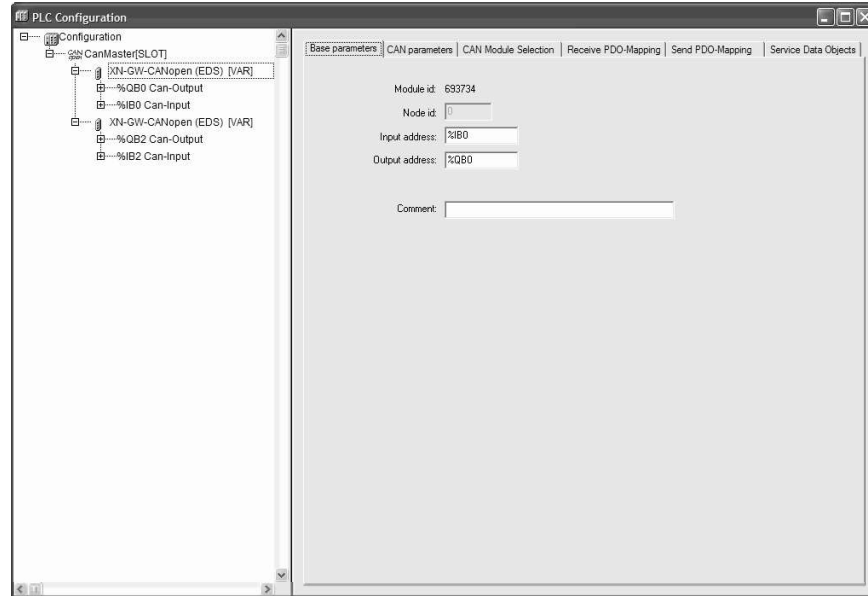 PLC Configuration
Configuration
CAN open CanMaster[SLOT]
XN-GW-CANopen (EDS) [VAR]
%QB0 Can-Output
%IB0 Can-Input
XN-GW-CANopen (EDS) [VAR]
%QB2 Can-Output
%IB2 Can-Input
Base parameters CAN parameters CAN Module Selection Receive PDO-Mapping Send PDO-Mapping Service Data Objects
Module id: 693734
Node id: 0
Input address: %IB0
Output address: %QB0
Comment: